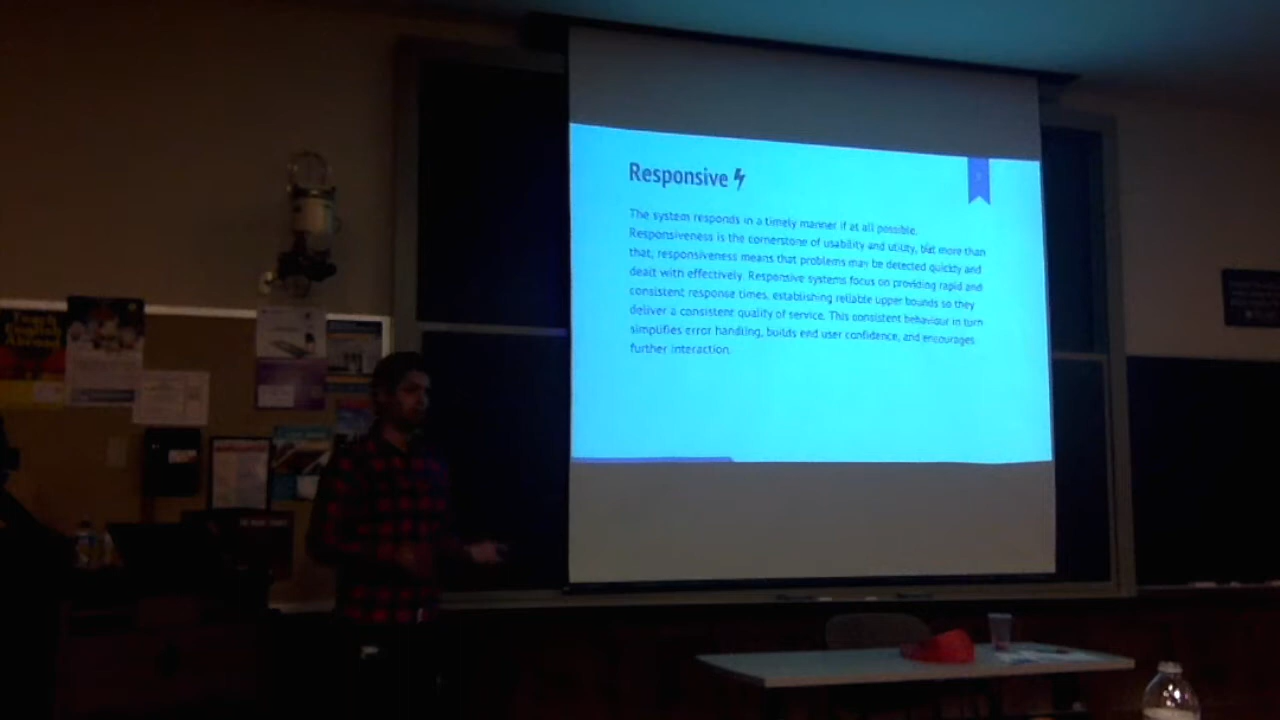 Responsive
The system responds in a timely manner if at all possible.
Responsiveness is the cornerstone of usability and utility, but more than
that, responsiveness means that problems may be detected quickly and
dealt with effectively. Responsive systems focus on providing rapid and
consistent response times, establishing reliable upper bounds so they
deliver a consistent quality of service. This consistent behaviour in turn
simplifies error handling, builds end user confidence, and encourages
further interaction.